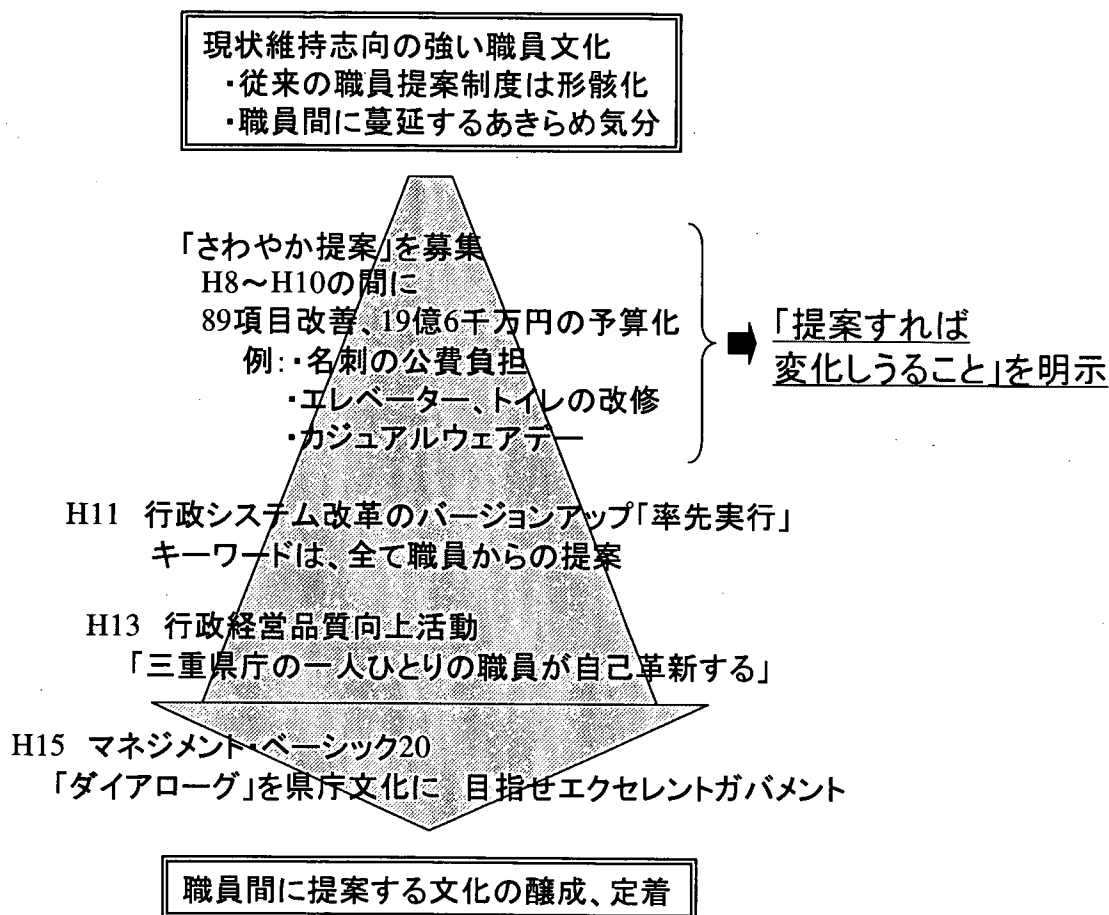 現状維持志向の強い職員文化
・従来の職員提案制度は形骸化
・職員間に蔓延するあきらめ気分
「さわやか提案」を募集
H8～H10の間に
89項目改善、19億6千万円の予算化
例：・名刺の公費負担
・エレベーター、トイレの改修
・カジュアルウェアデー
「提案すれば
変化しうること」を明示
H11 行政システム改革のバージョンアップ「率先実行」
キーワードは、全て職員からの提案
H13 行政経営品質向上活動
「三重県庁の一人ひとりの職員が自己革新する」
H15 マネジメント・ベーシック20
「ダイアローグ」を県庁文化に 目指せエクセレントガバメント
職員間に提案する文化の醸成、定着